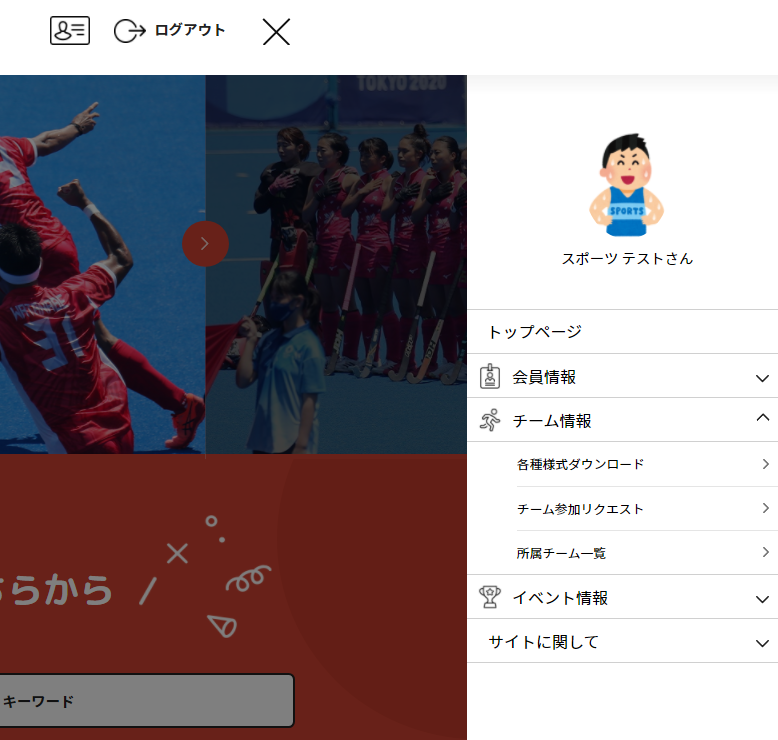 ログアウト
TOKYO 2020
31
SPORTS
スポーツ テストさん
トップページ
会員情報
チーム情報
各種様式ダウンロード
チーム参加リクエスト
所属チーム一覧
イベント情報
サイトに関して
らから
キーワード